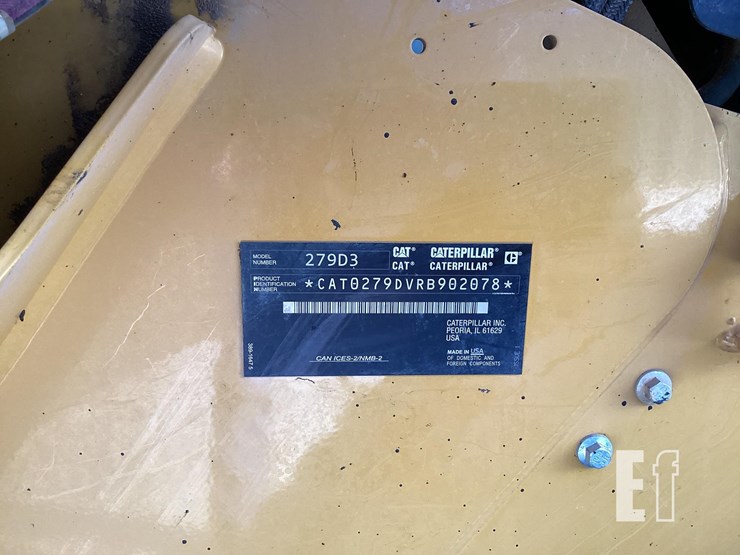 MODEL NUMBER 279D3 CAT® CATERPILLAR®
CAT® CATERPILLAR®
PRODUCT IDENTIFICATION NUMBER *CAT0279DVRB902078*
CATERPILLAR INC.
PEORIA, IL 61629
USA
MADE IN USA
OF DOMESTIC AND
FOREIGN COMPONENTS
CAN ICES-2/NMB-2
Ef